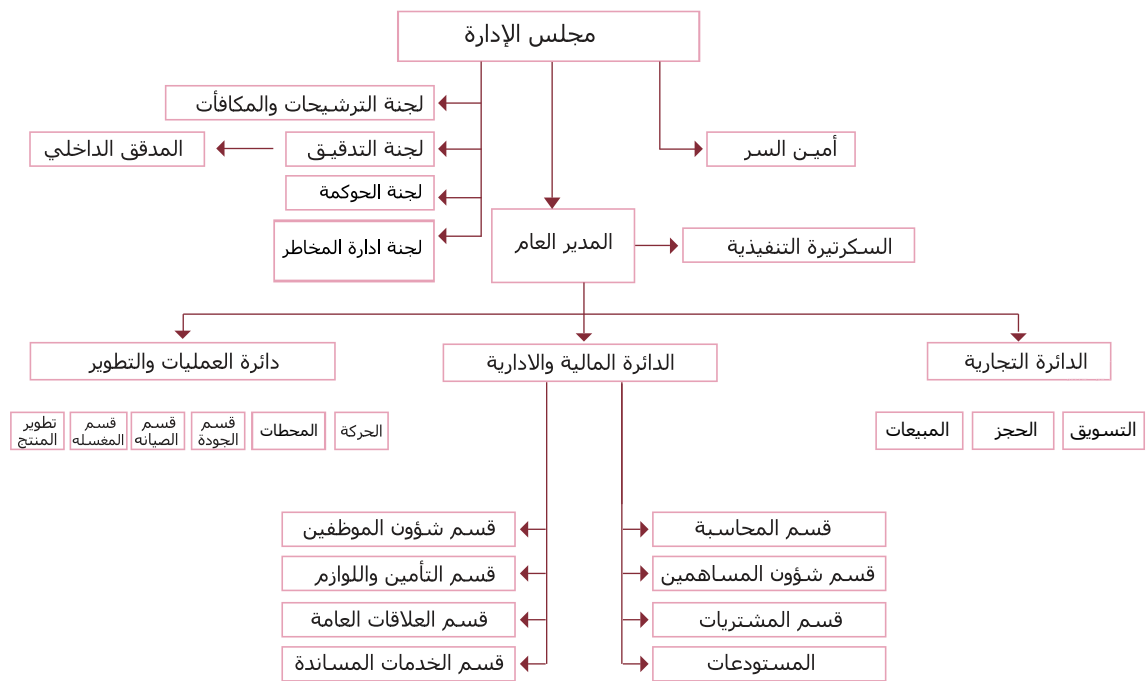 مجلس الإدارة
لجنة الترشيحات والمكافأت
أمين السر
لجنة التدقيق
المدقق الداخلي
لجنة الحوكمة
لجنة ادارة المخاطر
المدير العام
السكرتيرة التنفيذية
الدائرة التجارية
الدائرة المالية والادارية
دائرة العمليات والتطوير
التسويق
الحجز
المبيعات
الحركة
المحطات
قسم
الجودة
قسم
الصيانه
قسم
المغسله
تطوير
المنتج
قسم المحاسبة
قسم شؤون الموظفين
قسم شؤون المساهمين
قسم التأمين واللوازم
قسم المشتريات
قسم العلاقات العامة
المستودعات
قسم الخدمات المساندة